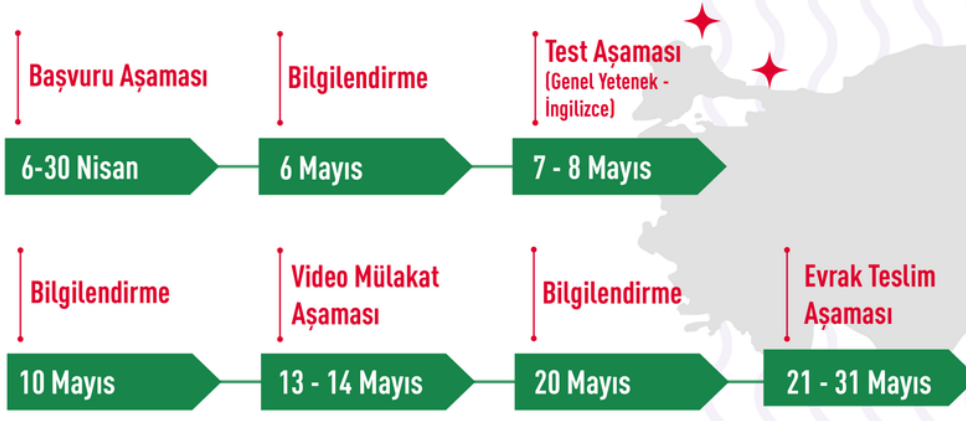 Başvuru Aşaması
6-30 Nisan
Bilgilendirme
6 Mayıs
Test Aşaması
(Genel Yetenek -
İngilizce)
7 - 8 Mayıs
Bilgilendirme
10 Mayıs
Video Mülakat
Aşaması
13 - 14 Mayıs
Bilgilendirme
20 Mayıs
Evrak Teslim
Aşaması
21 - 31 Mayıs